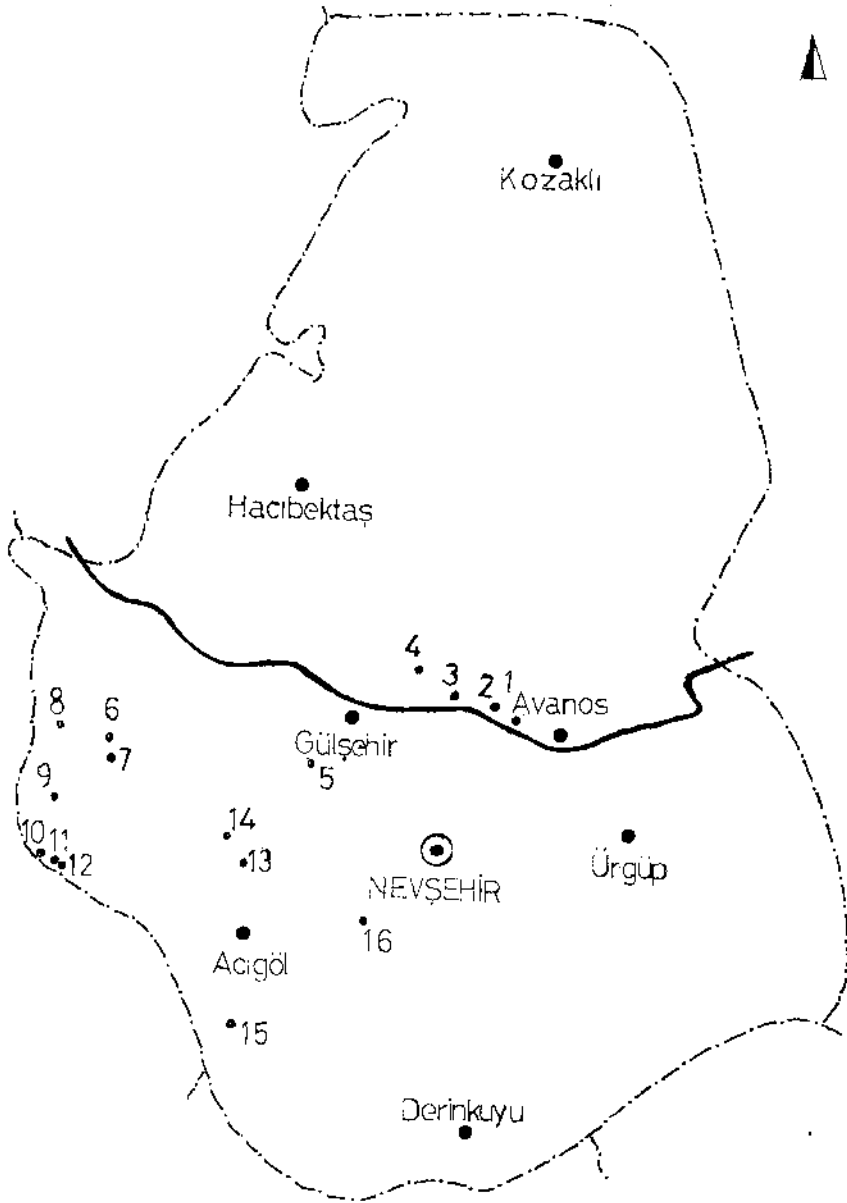 Kozaklı
Hacıbektaş
4
3
2
1
Avanos
8
6
Gülşehir
7
5
9
14
10
11
12
13
NEVŞEHİR
Ürgüp
16
Acıgöl
15
Derinkuyu